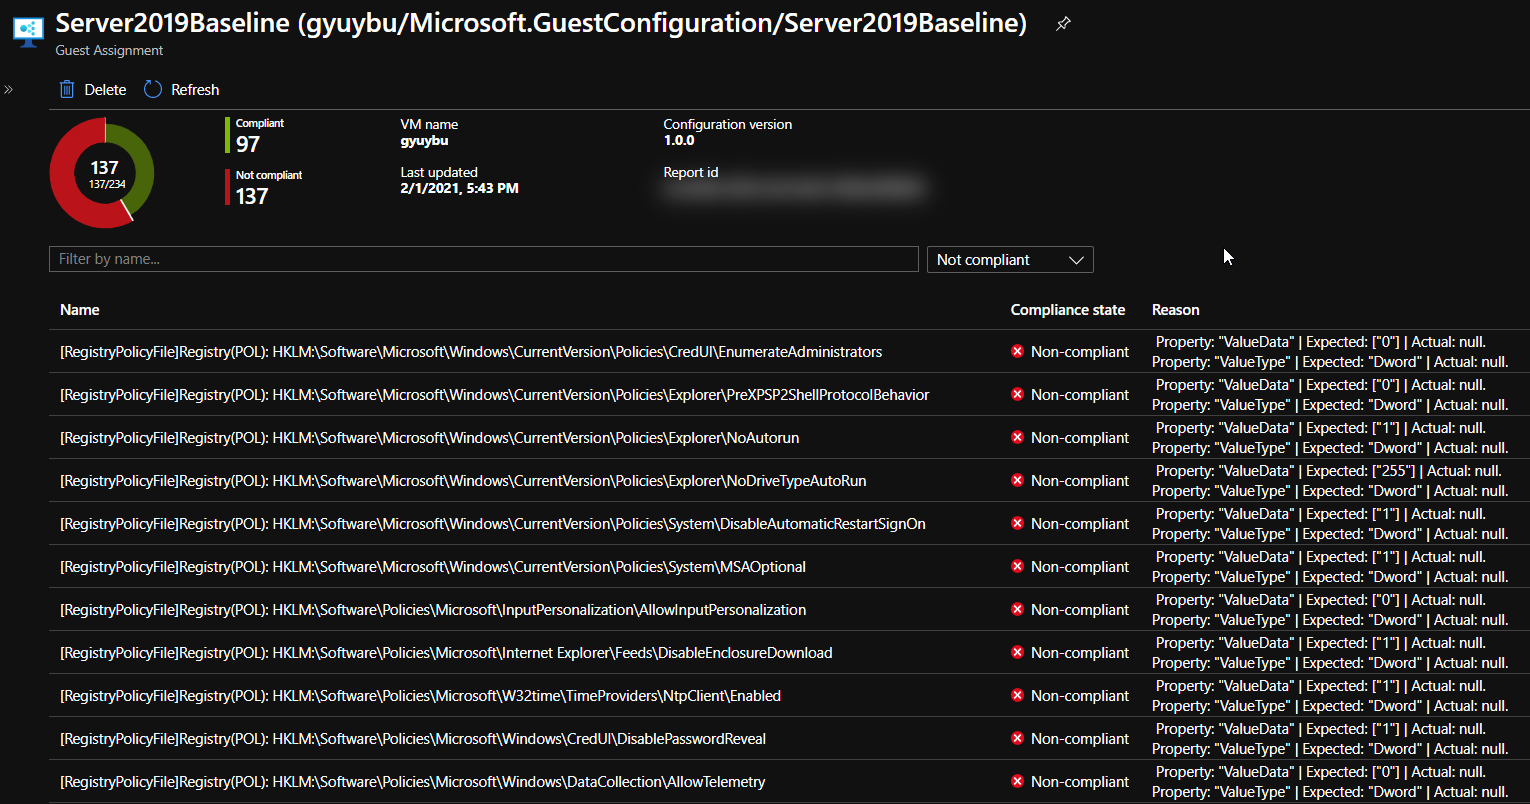 Server2019Baseline (gyuybu/Microsoft.GuestConfiguration/Server2019Baseline)
Guest Assignment
Delete Refresh
137
137/234
Compliant
97
Not compliant
137
VM name
gyuybu
Last updated
2/1/2021, 5:43 PM
Configuration version
1.0.0
Report id
Filter by name...
Not compliant
Name Compliance state Reason
[RegistryPolicyFile]Registry(POL): HKLM:\Software\Microsoft\Windows\CurrentVersion\Policies\CredUI\EnumerateAdministrators Non-compliant Property: "ValueData" | Expected: ["0"] | Actual: null.
Property: "ValueType" | Expected: "Dword" | Actual: null.
[RegistryPolicyFile]Registry(POL): HKLM:\Software\Microsoft\Windows\CurrentVersion\Policies\Explorer\PreXPSP2ShellProtocolBehavior Non-compliant Property: "ValueData" | Expected: ["0"] | Actual: null.
Property: "ValueType" | Expected: "Dword" | Actual: null.
[RegistryPolicyFile]Registry(POL): HKLM:\Software\Microsoft\Windows\CurrentVersion\Policies\Explorer\NoAutorun Non-compliant Property: "ValueData" | Expected: ["1"] | Actual: null.
Property: "ValueType" | Expected: "Dword" | Actual: null.
[RegistryPolicyFile]Registry(POL): HKLM:\Software\Microsoft\Windows\CurrentVersion\Policies\Explorer\NoDriveTypeAutoRun Non-compliant Property: "ValueData" | Expected: ["255"] | Actual: null.
Property: "ValueType" | Expected: "Dword" | Actual: null.
[RegistryPolicyFile]Registry(POL): HKLM:\Software\Microsoft\Windows\CurrentVersion\Policies\System\DisableAutomaticRestartSignOn Non-compliant Property: "ValueData" | Expected: ["1"] | Actual: null.
Property: "ValueType" | Expected: "Dword" | Actual: null.
[RegistryPolicyFile]Registry(POL): HKLM:\Software\Microsoft\Windows\CurrentVersion\Policies\System\MSAOptional Non-compliant Property: "ValueData" | Expected: ["1"] | Actual: null.
Property: "ValueType" | Expected: "Dword" | Actual: null.
[RegistryPolicyFile]Registry(POL): HKLM:\Software\Policies\Microsoft\InputPersonalization\AllowInputPersonalization Non-compliant Property: "ValueData" | Expected: ["0"] | Actual: null.
Property: "ValueType" | Expected: "Dword" | Actual: null.
[RegistryPolicyFile]Registry(POL): HKLM:\Software\Policies\Microsoft\Internet Explorer\Feeds\DisableEnclosureDownload Non-compliant Property: "ValueData" | Expected: ["1"] | Actual: null.
Property: "ValueType" | Expected: "Dword" | Actual: null.
[RegistryPolicyFile]Registry(POL): HKLM:\Software\Policies\Microsoft\W32time\TimeProviders\NtpClient\Enabled Non-compliant Property: "ValueData" | Expected: ["1"] | Actual: null.
Property: "ValueType" | Expected: "Dword" | Actual: null.
[RegistryPolicyFile]Registry(POL): HKLM:\Software\Policies\Microsoft\Windows\CredUI\DisablePasswordReveal Non-compliant Property: "ValueData" | Expected: ["1"] | Actual: null.
Property: "ValueType" | Expected: "Dword" | Actual: null.
[RegistryPolicyFile]Registry(POL): HKLM:\Software\Policies\Microsoft\Windows\DataCollection\AllowTelemetry Non-compliant Property: "ValueData" | Expected: ["0"] | Actual: null.
Property: "ValueType" | Expected: "Dword" | Actual: null.